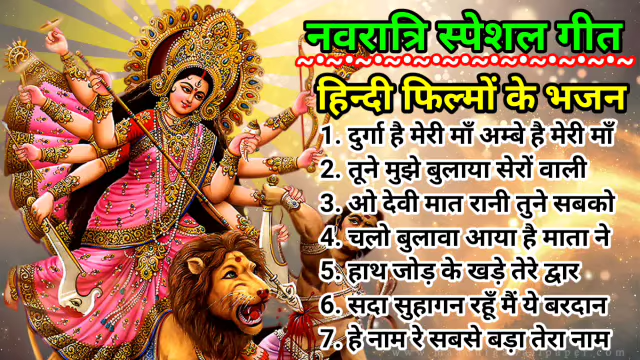 नवरात्रि स्पेशल गीत
हिन्दी फिल्मों के भजन
1. दुर्गा है मेरी माँ अम्बे है मेरी माँ
2. तूने मुझे बुलाया सेरों वाली
3. ओ देवी मात रानी तुने सबको
4. चलो बुलावा आया है माता ने
5. हाथ जोड़ के खड़े तेरे द्वार
6. सदा सुहागन रहूँ मैं ये बरदान
7. हे नाम रे सबसे बड़ा तेरा नाम